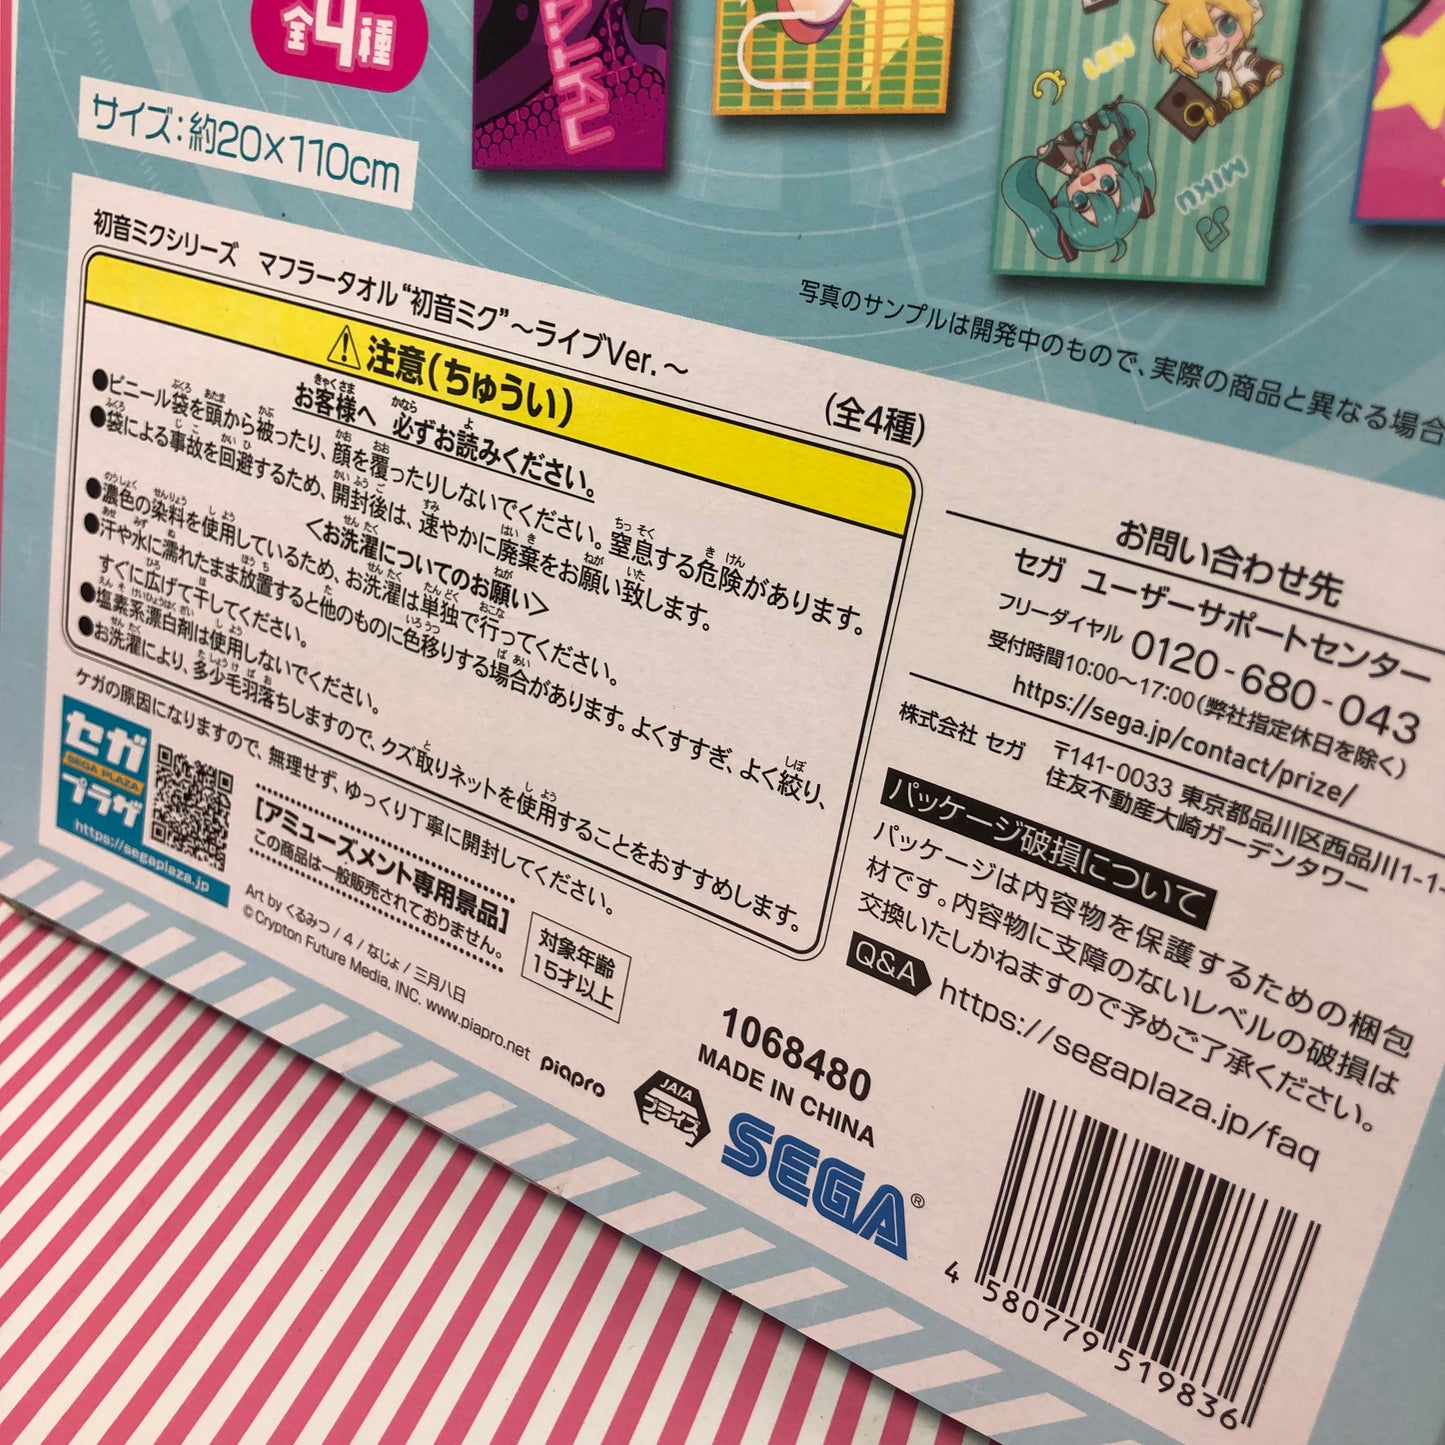 全4種
サイズ：約20×110cm
LEN
MIKU
写真のサンプルは開発中のもので、実際の商品と異なる場合
初音ミクシリーズ マフラータオル“初音ミク”～ライブVer.～ （全4種）
⚠注意（ちゅうい）
お客様へ 必ずお読みください。
●ビニール袋を頭から被ったり、顔を覆ったりしないでください。窒息する危険があります。
●袋による事故を回避するため、開封後は、速やかに廃棄をお願い致します。
＜お洗濯についてのお願い＞
●濃色の染料を使用しているため、お洗濯は単独で行ってください。
●汗や水に濡れたまま放置すると他のものに色移りする場合があります。よくすすぎ、よく絞り、
すぐに広げて干してください。
●塩素系漂白剤は使用しないでください。
●お洗濯により、多少毛羽落ちしますので、クズ取りネットを使用することをおすすめします。
ケガの原因になりますので、無理せず、ゆっくり丁寧に開封してください。
セガ
SEGA PLAZA
プラザ
https://segaplaza.jp
【アミューズメント専用景品】
この商品は一般販売されておりません。
対象年齢
15才以上
Art by くるみつ / 4 / なじょ / 三月八日
© Crypton Future Media, INC. www.piapro.net piapro
JAIA
プライズ
1068480
MADE IN CHINA
SEGA®
お問い合わせ先
セガ ユーザーサポートセンター
フリーダイヤル 0120-680-043
受付時間10:00～17:00（弊社指定休日を除く）
https://sega.jp/contact/prize/
株式会社 セガ 〒141-0033 東京都品川区西品川1-1-
住友不動産大崎ガーデンタワー
パッケージ破損について
パッケージは内容物を保護するための梱包
材です。内容物に支障のないレベルの破損は
交換いたしかねますので予めご了承ください。
Q&A https://segaplaza.jp/faq
4 580779 519836